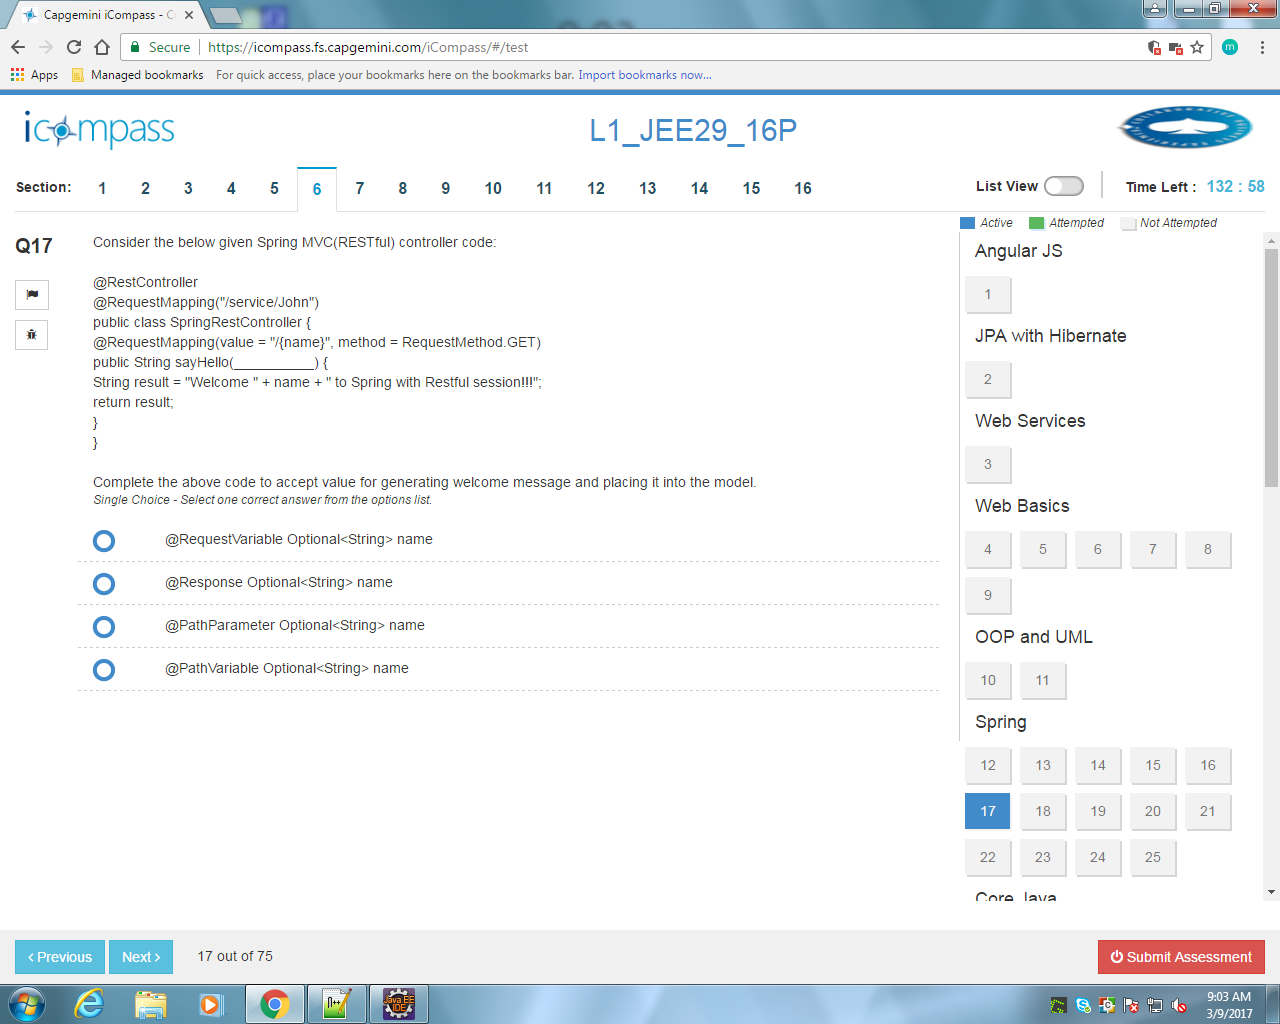 Capgemini iCompass - C
Secure
https://icompass.fs.capgemini.com/iCompass/#/test
m
Apps
Managed bookmarks
For quick access, place your bookmarks here on the bookmarks bar. Import bookmarks now...
icompass
L1_JEE29_16P
Section: 1 2 3 4 5 6 7 8 9 10 11 12 13 14 15 16
List View
Time Left : 132 : 58
Active Attempted Not Attempted
Q17
Consider the below given Spring MVC(RESTful) controller code:
@RestController
@RequestMapping("/service/John")
public class SpringRestController {
@RequestMapping(value = "/{name}", method = RequestMethod.GET)
public String sayHello(___________) {
String result = "Welcome " + name + " to Spring with Restful session!!!";
return result;
}
}
Complete the above code to accept value for generating welcome message and placing it into the model.
Single Choice - Select one correct answer from the options list.
@RequestVariable Optional<String> name
@Response Optional<String> name
@PathParameter Optional<String> name
@PathVariable Optional<String> name
Angular JS
1
JPA with Hibernate
2
Web Services
3
Web Basics
4 5 6 7 8
9
OOP and UML
10 11
Spring
12 13 14 15 16
17 18 19 20 21
22 23 24 25
Core Java
‹ Previous
Next ›
17 out of 75
Submit Assessment
N++
Java EE
IDE
9:03 AM
3/9/2017